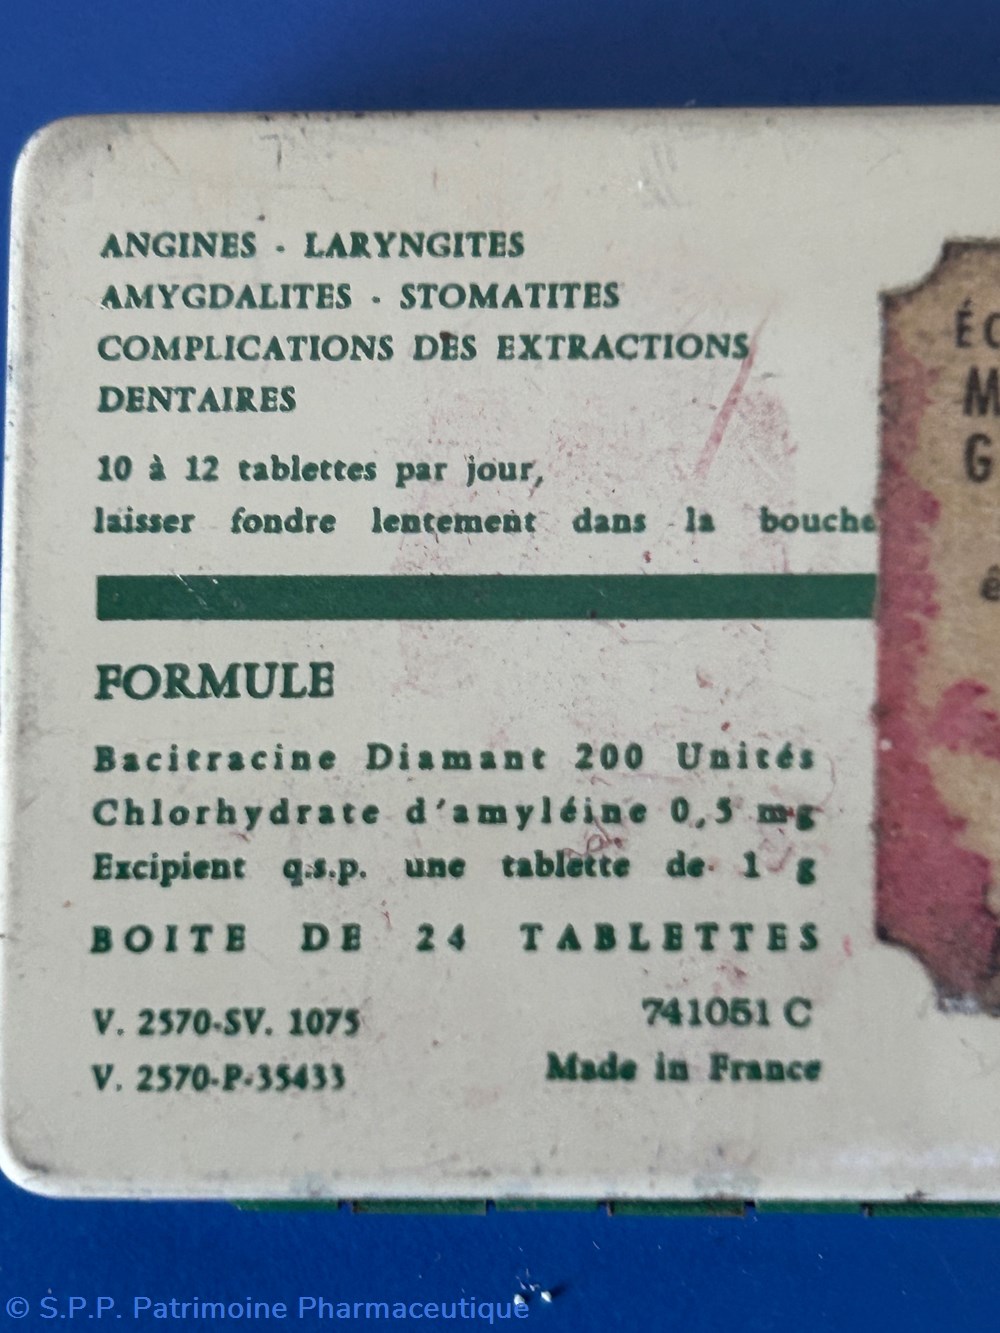 ANGINES - LARYNGITES
AMYGDALITES - STOMATITES
COMPLICATIONS DES EXTRACTIONS
DENTAIRES
10 à 12 tablettes par jour,
laisser fondre lentement dans la bouche
FORMULE
Bacitracine Diamant 200 Unités
Chlorhydrate d'amyléine 0,5 mg
Excipient q.s.p. une tablette de 1 g
BOITE DE 24 TABLETTES
V. 2570-SV. 1075
V. 2570-P-35433
741051 C
Made in France
© S.P.P. Patrimoine Pharmaceutique